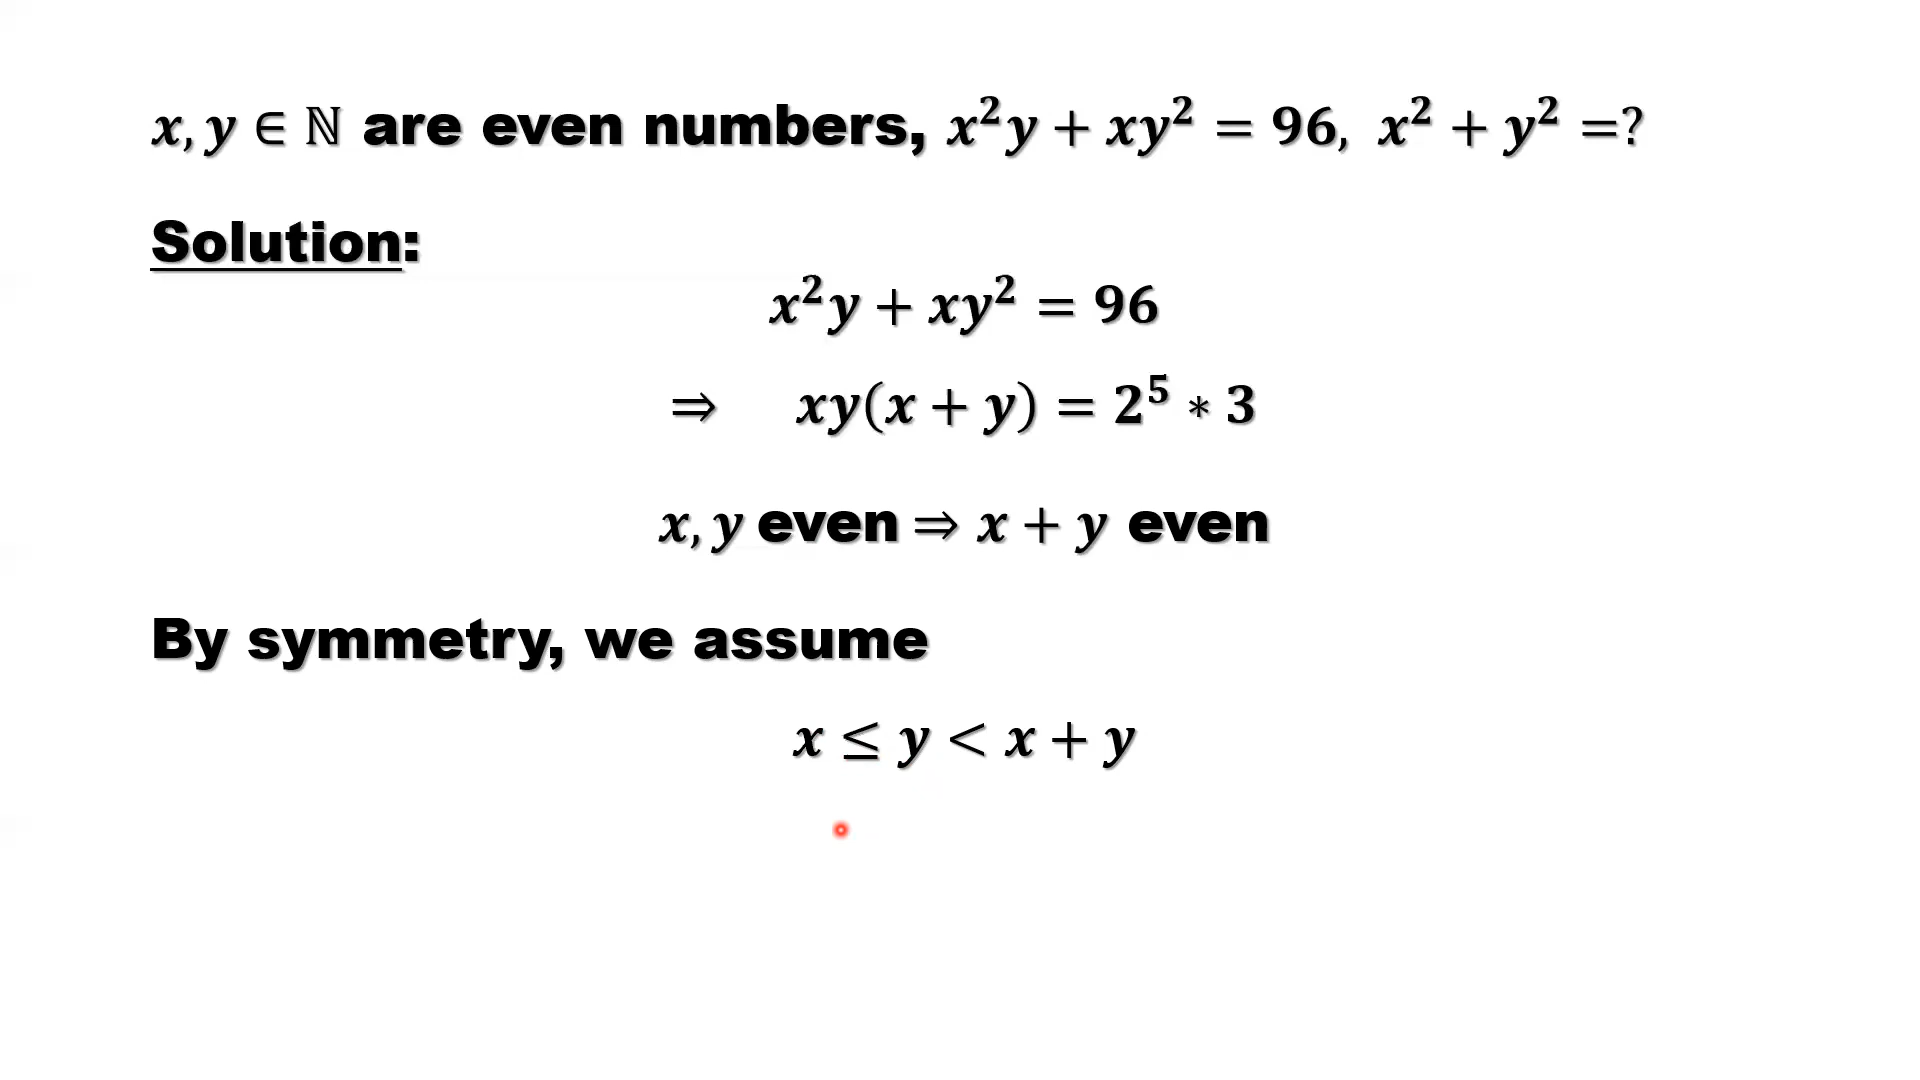 x, y ∈ ℕ are even numbers, x²y + xy² = 96, x² + y² =?
Solution:
x²y + xy² = 96
⇒ xy(x + y) = 2⁵ * 3
x, y even ⇒ x + y even
By symmetry, we assume
x ≤ y < x + y